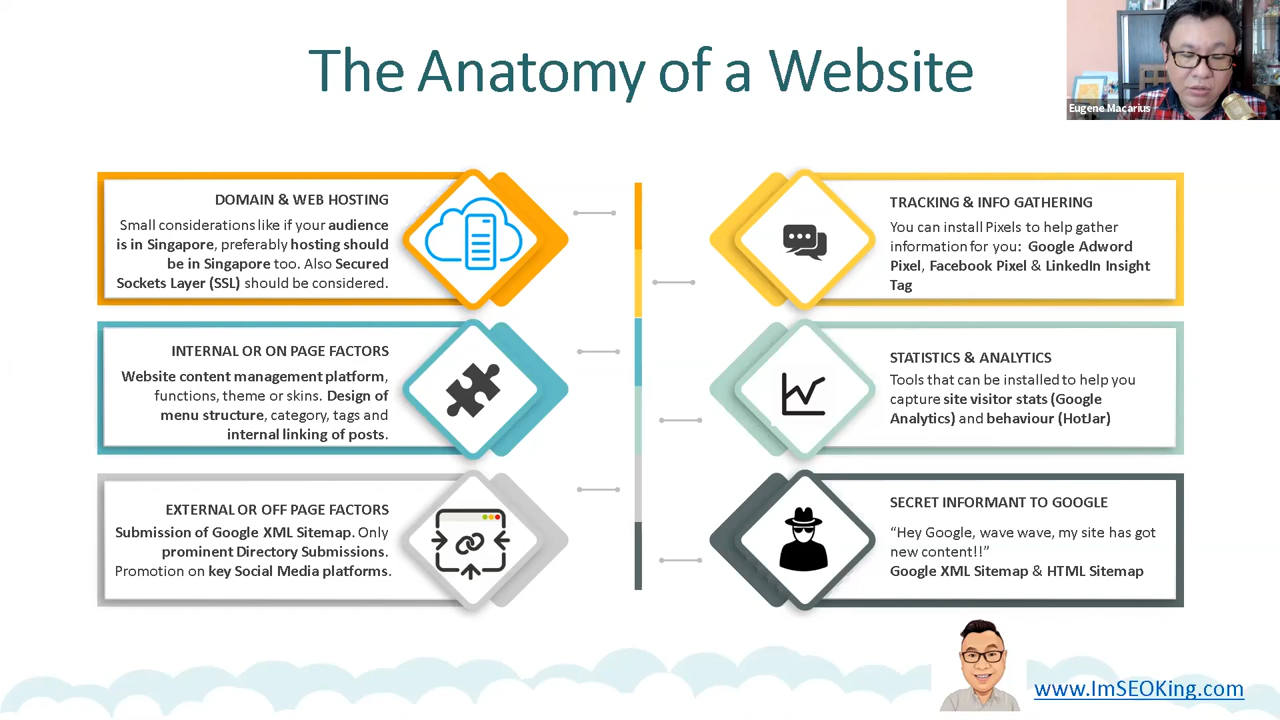 The Anatomy of a Website
Eugene Macarius
DOMAIN & WEB HOSTING
Small considerations like if your audience
is in Singapore, preferably hosting should
be in Singapore too. Also Secured
Sockets Layer (SSL) should be considered.
INTERNAL OR ON PAGE FACTORS
Website content management platform,
functions, theme or skins. Design of
menu structure, category, tags and
internal linking of posts.
EXTERNAL OR OFF PAGE FACTORS
Submission of Google XML Sitemap. Only
prominent Directory Submissions.
Promotion on key Social Media platforms.
TRACKING & INFO GATHERING
You can install Pixels to help gather
information for you: Google Adword
Pixel, Facebook Pixel & LinkedIn Insight
Tag
STATISTICS & ANALYTICS
Tools that can be installed to help you
capture site visitor stats (Google
Analytics) and behaviour (HotJar)
SECRET INFORMANT TO GOOGLE
“Hey Google, wave wave, my site has got
new content!!”
Google XML Sitemap & HTML Sitemap
www.ImSEOKing.com